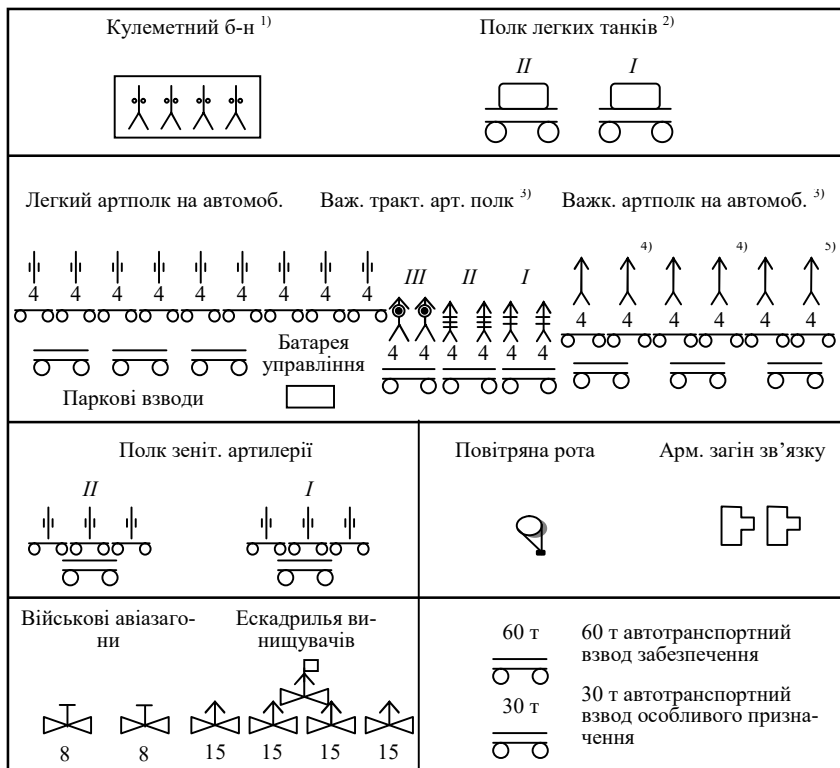 Кулеметний б-н 1)
Полк легких танків 2)
II I
Легкий артполк на автомоб.
Важ. тракт. арт. полк 3)
Важк. артполк на автомоб. 3)
4 4 4 4 4 4 4 4 4
III II I
4 4 4 4 4 4
4) 4) 5)
4 4 4 4 4 4
Батарея
управління
Паркові взводи
Полк зеніт. артилерії
II I
Повітряна рота
Арм. загін зв’язку
Військові авіазаго-
ни
8 8
Ескадрилья ви-
нищувачів
15 15 15 15
60 т
60 т автотранспортний
взвод забезпечення
30 т
30 т автотранспортний
взвод особливого призна-
чення